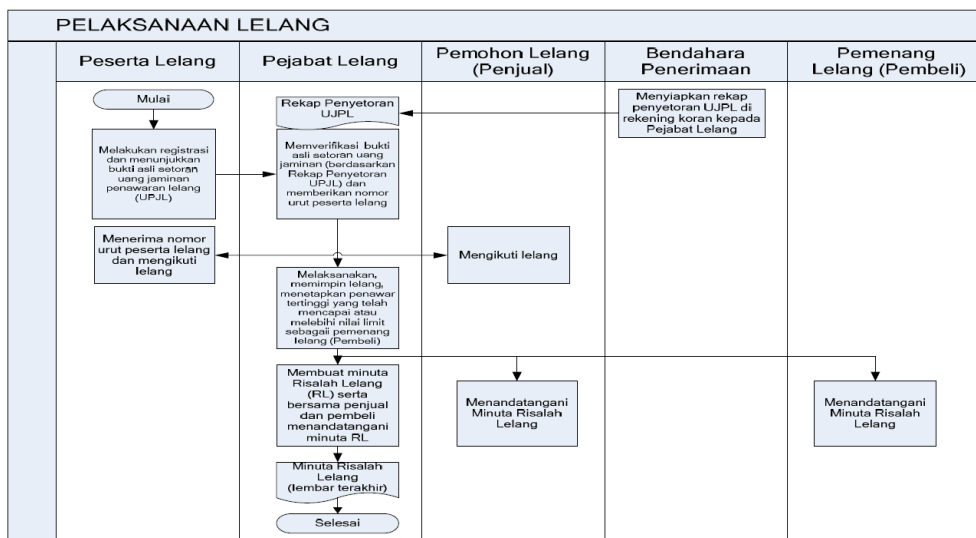 PELAKSANAAN LELANG
Peserta Lelang
Pejabat Lelang
Pemohon Lelang
(Penjual)
Bendahara
Penerimaan
Pemenang
Lelang (Pembeli)
Mulai
Rekap Penyetoran
UJPL
Menyiapkan rekap
penyetoran UJPL di
rekening koran kepada
Pejabat Lelang
Melakukan registrasi
dan menunjukkan
bukti asli setoran
uang jaminan
penawaran lelang
(UPJL)
Memverifikasi bukti
asli setoran uang
jaminan (berdasarkan
Rekap Penyetoran
UPJL) dan
memberikan nomor
urut peserta lelang
Menerima nomor
urut peserta lelang
dan mengikuti
lelang
Mengikuti lelang
Melaksanakan,
memimpin lelang,
menetapkan penawar
tertinggi yang telah
mencapai atau
melebihi nilai limit
sebagaii pemenang
lelang (Pembeli)
Membuat minuta
Risalah Lelang
(RL) serta
bersama penjual
dan pembeli
menandatangani
minuta RL
Menandatangani
Minuta Risalah
Lelang
Menandatangani
Minuta Risalah
Lelang
Minuta Risalah
Lelang
(lembar terakhir)
Selesai